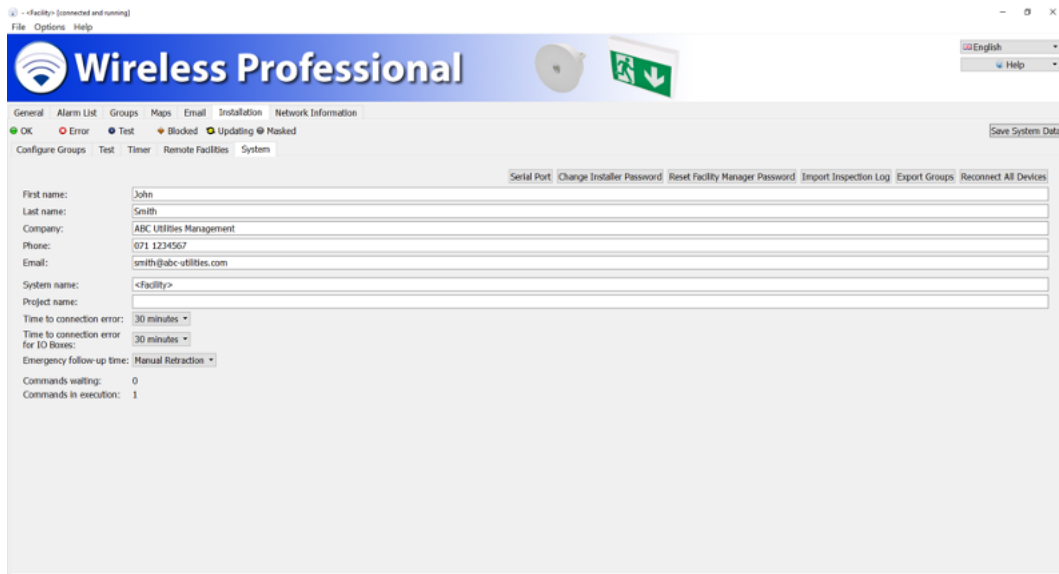 - <Facility> [connected and running]
File Options Help
Wireless Professional
English
Help
General Alarm List Groups Maps Email Installation Network Information
OK Error Test Blocked Updating Masked
Save System Data
Configure Groups Test Timer Remote Facilities System
Serial Port Change Installer Password Reset Facility Manager Password Import Inspection Log Export Groups Reconnect All Devices
First name: John
Last name: Smith
Company: ABC Utilities Management
Phone: 071 1234567
Email: smith@abc-utilities.com
System name: <Facility>
Project name:
Time to connection error: 30 minutes
Time to connection error
for IO Boxes: 30 minutes
Emergency follow-up time: Manual Retraction
Commands waiting: 0
Commands in execution: 1